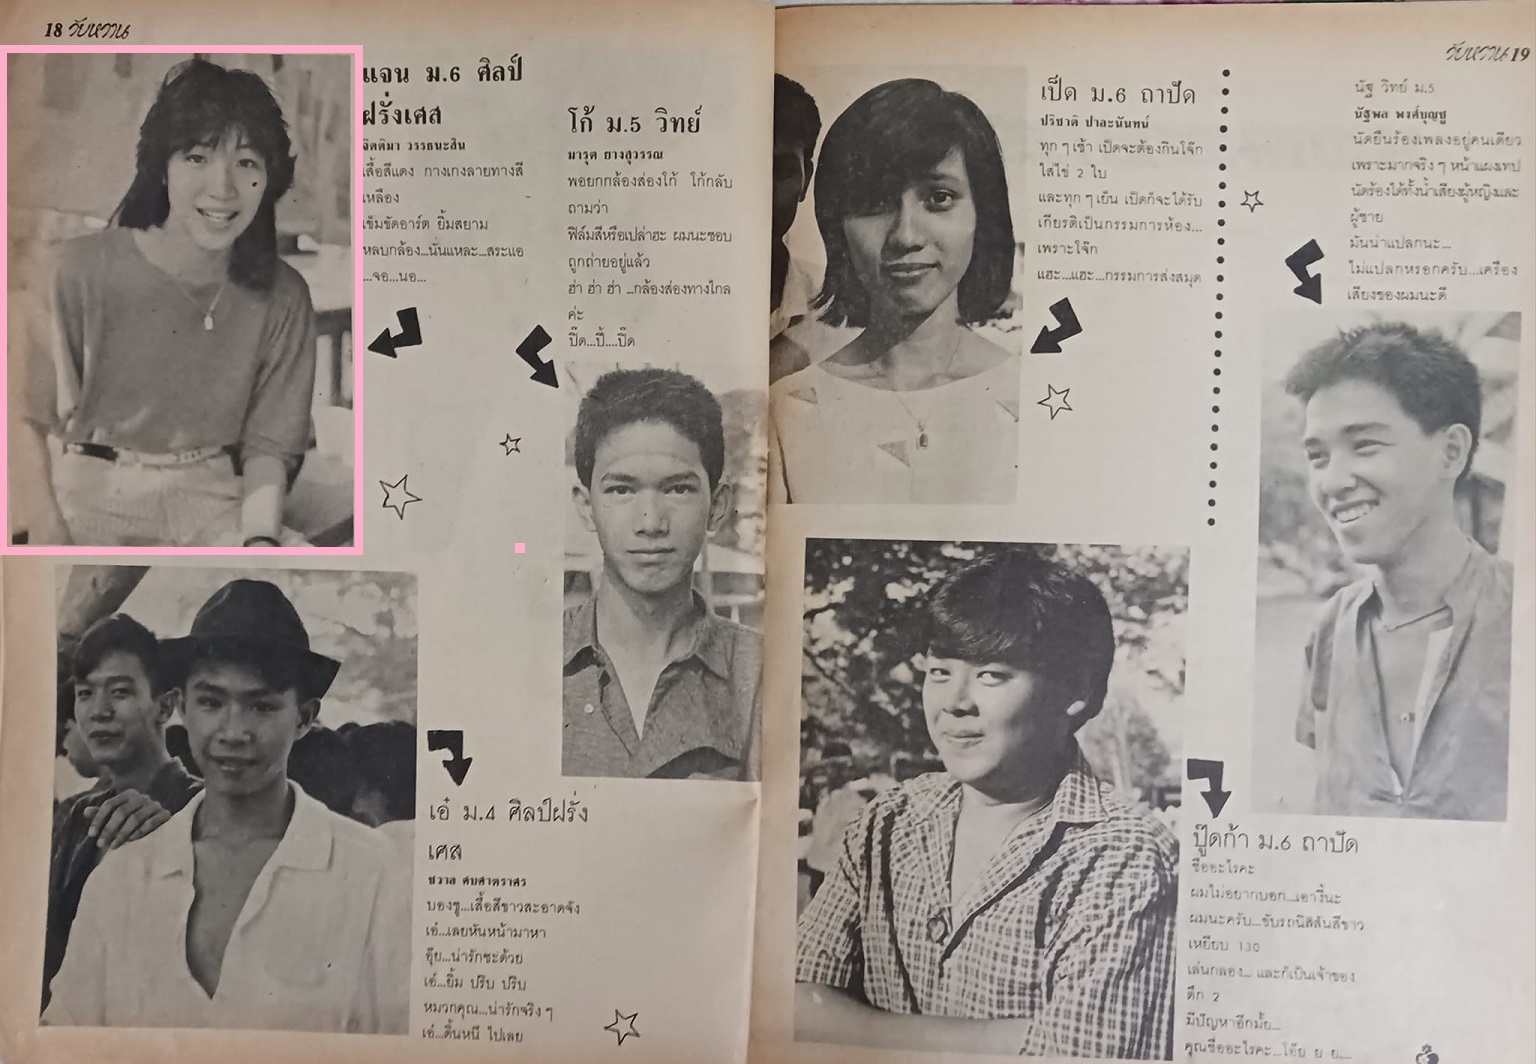 18 วัยหวาน
แจน ม.6 ศิลป์
ฝรั่งเศส
จิตติมา วรรธนะสิน
เสื้อสีแดง กางเกงลายทางสี
เหลือง
เข็มขัดอาร์ต ยิ้มสยาม
หลบกล้อง...นั่นแหละ...สระแอ
...จอ...นอ...
โก้ ม.5 วิทย์
มารุต ยางสุวรรณ
พอยกกล้องส่องโก้ โก้กลับ
ถามว่า
ฟิล์มสีหรือเปล่าฮะ ผมนะชอบ
ถูกถ่ายอยู่แล้ว
ฮ่า ฮ่า ฮ่า ...กล้องส่องทางไกล
ค่ะ
ปิ๊ด...ปี้....ปิ๊ด
เอ๋ ม.4 ศิลป์ฝรั่ง
เศส
ชวาล
บองชู...เสื้อสีขาวสะอาดจัง
เอ๋...เลยหันหน้ามาหา
อุ๊ย...น่ารักซะด้วย
เอ๋...ยิ้ม ปริบ ปริบ
หมวกคุณ...น่ารักจริง ๆ
เอ๋...ดิ้นหนี ไปเลย
วัยหวาน 19
เป็ด ม.6 ถาปัด
ปริชาติ ปาละนันทน์
ทุก ๆ เช้า เป็ดจะต้องกินโจ๊ก
ใส่ไข่ 2 ใบ
และทุก ๆ เย็น เป็ดก็จะได้รับ
เกียรติเป็นกรรมการห้อง...
เพราะโจ๊ก
แฮะ...แฮะ...กรรมการส่งสมุด
นัฐ วิทย์ ม.5
นัฐพล พงศ์บุญชู
นัดยืนร้องเพลงอยู่คนเดียว
เพราะมากจริง ๆ หน้าแผงเทป
นัดร้องได้ทั้งน้ำเสียงผู้หญิงและ
ผู้ชาย
มันน่าแปลกนะ...
ไม่แปลกหรอกครับ...เครื่อง
เสียงของผมนะดี
ปู๊ดก้า ม.6 ถาปัด
ชื่ออะไรคะ
ผมไม่อยากบอก...เอางี้นะ
ผมนะครับ...ขับรถนิสสันสีขาว
เหยียบ 130
เล่นกลอง... และก็เป็นเจ้าของ
ตึก 2
มีปัญหาอีกมั้ย...
คุณชื่ออะไรคะ...โอ๊ย ย ย....